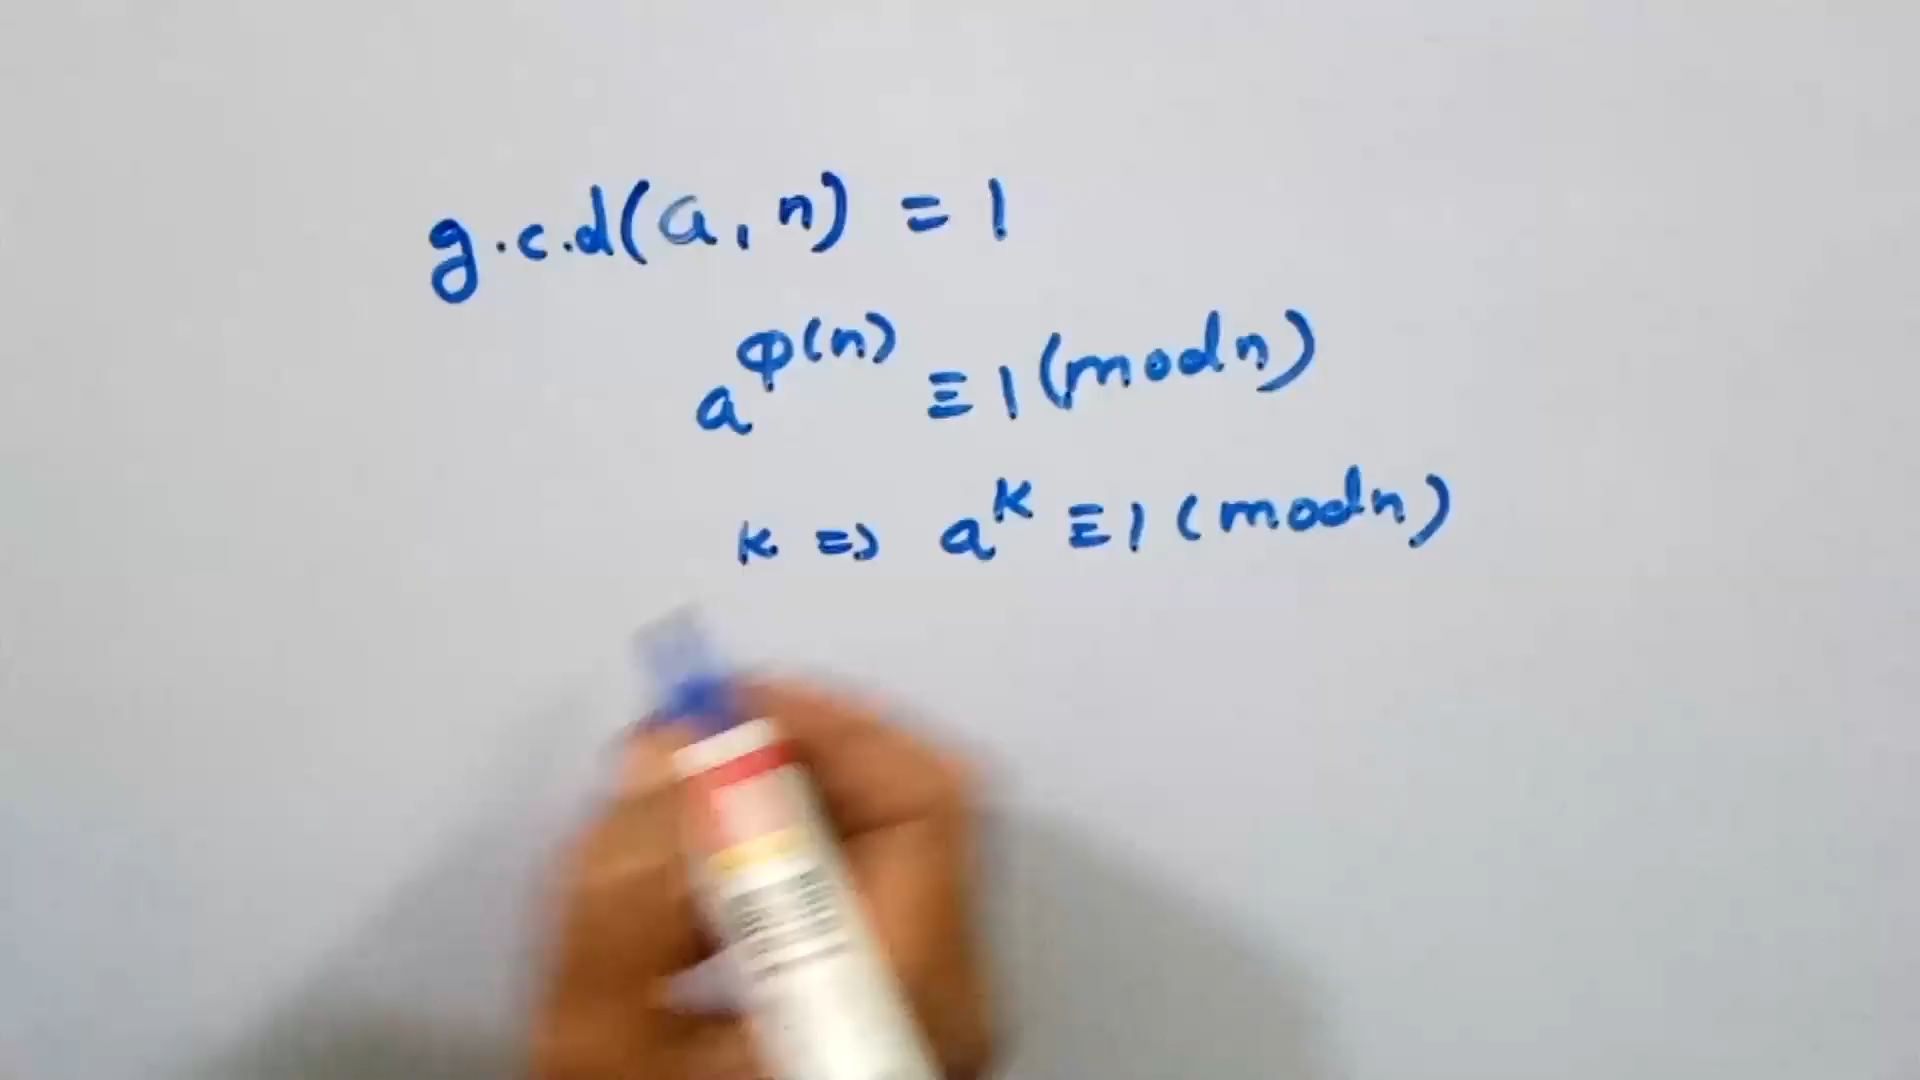 g.c.d(a, n) = 1
a^φ(n) ≡ 1 (mod n)
k ⇒ a^k ≡ 1 (mod n)